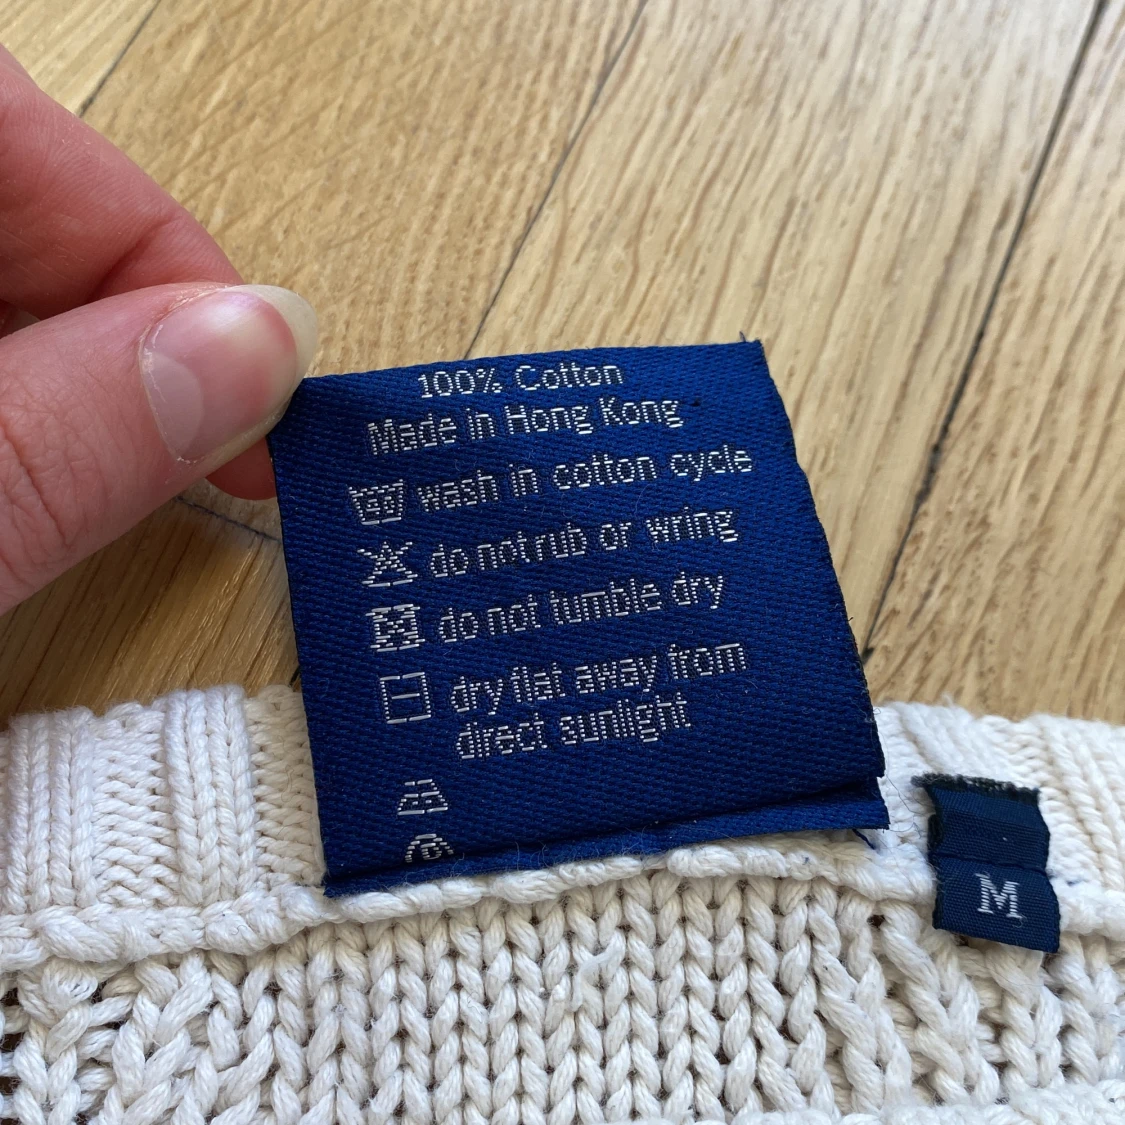 100% Cotton
Made in Hong Kong
40 wash in cotton cycle
do not rub or wring
do not tumble dry
dry flat away from
direct sunlight
P
M